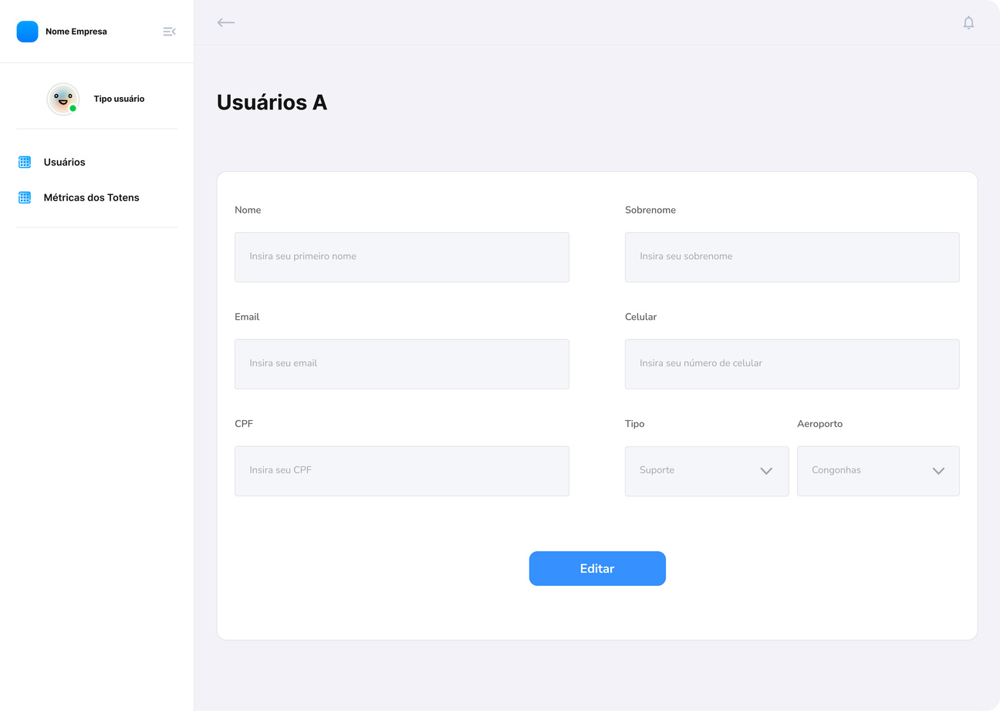 Nome Empresa
Tipo usuário
Usuários
Métricas dos Totens
Usuários A
Nome
Sobrenome
Insira seu primeiro nome
Insira seu sobrenome
Email
Celular
Insira seu email
Insira seu número de celular
CPF
Tipo
Aeroporto
Insira seu CPF
Suporte
Congonhas
Editar